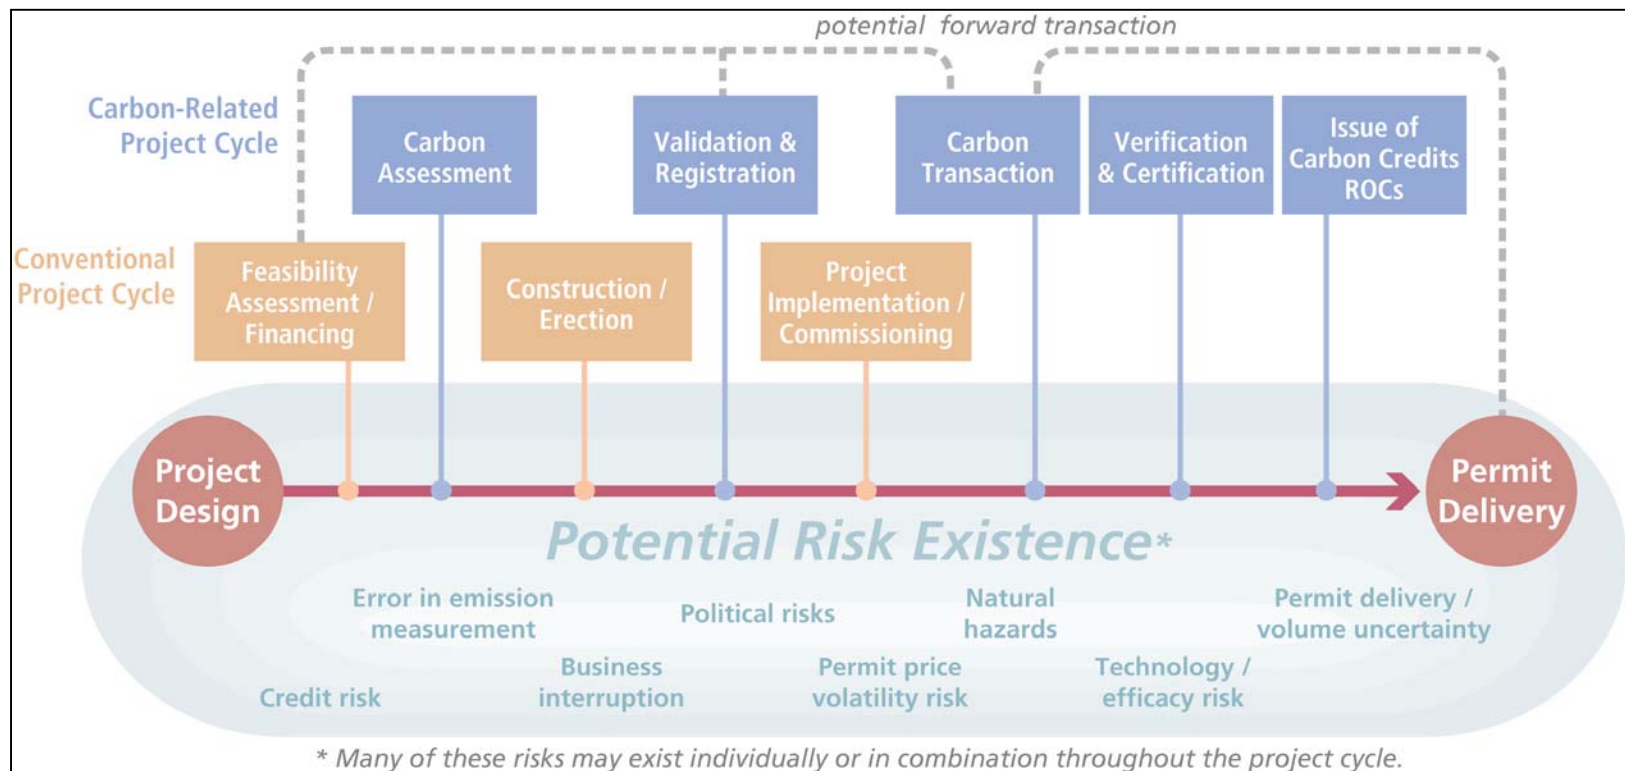 potential forward transaction
Carbon-Related
Project Cycle
Carbon
Assessment
Validation &
Registration
Carbon
Transaction
Verification
& Certification
Issue of
Carbon Credits
ROCs
Conventional
Project Cycle
Feasibility
Assessment /
Financing
Construction /
Erection
Project
Implementation /
Commissioning
Project
Design
Permit
Delivery
Potential Risk Existence*
Error in emission
measurement
Political risks
Natural
hazards
Permit delivery /
volume uncertainty
Credit risk
Business
interruption
Permit price
volatility risk
Technology /
efficacy risk
* Many of these risks may exist individually or in combination throughout the project cycle.